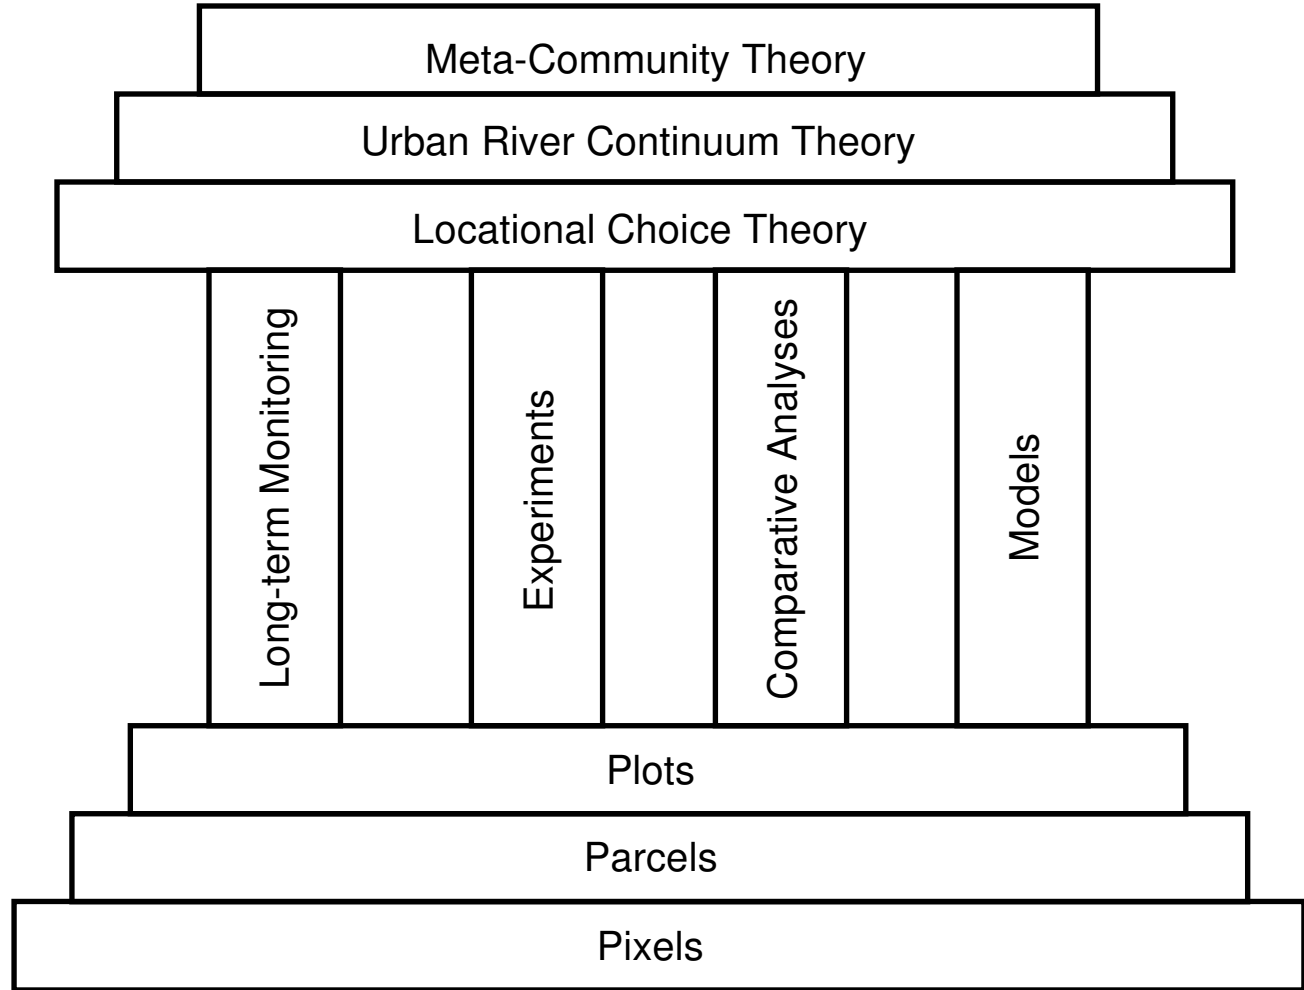 Meta-Community Theory
Urban River Continuum Theory
Locational Choice Theory
Long-term Monitoring
Experiments
Comparative Analyses
Models
Plots
Parcels
Pixels